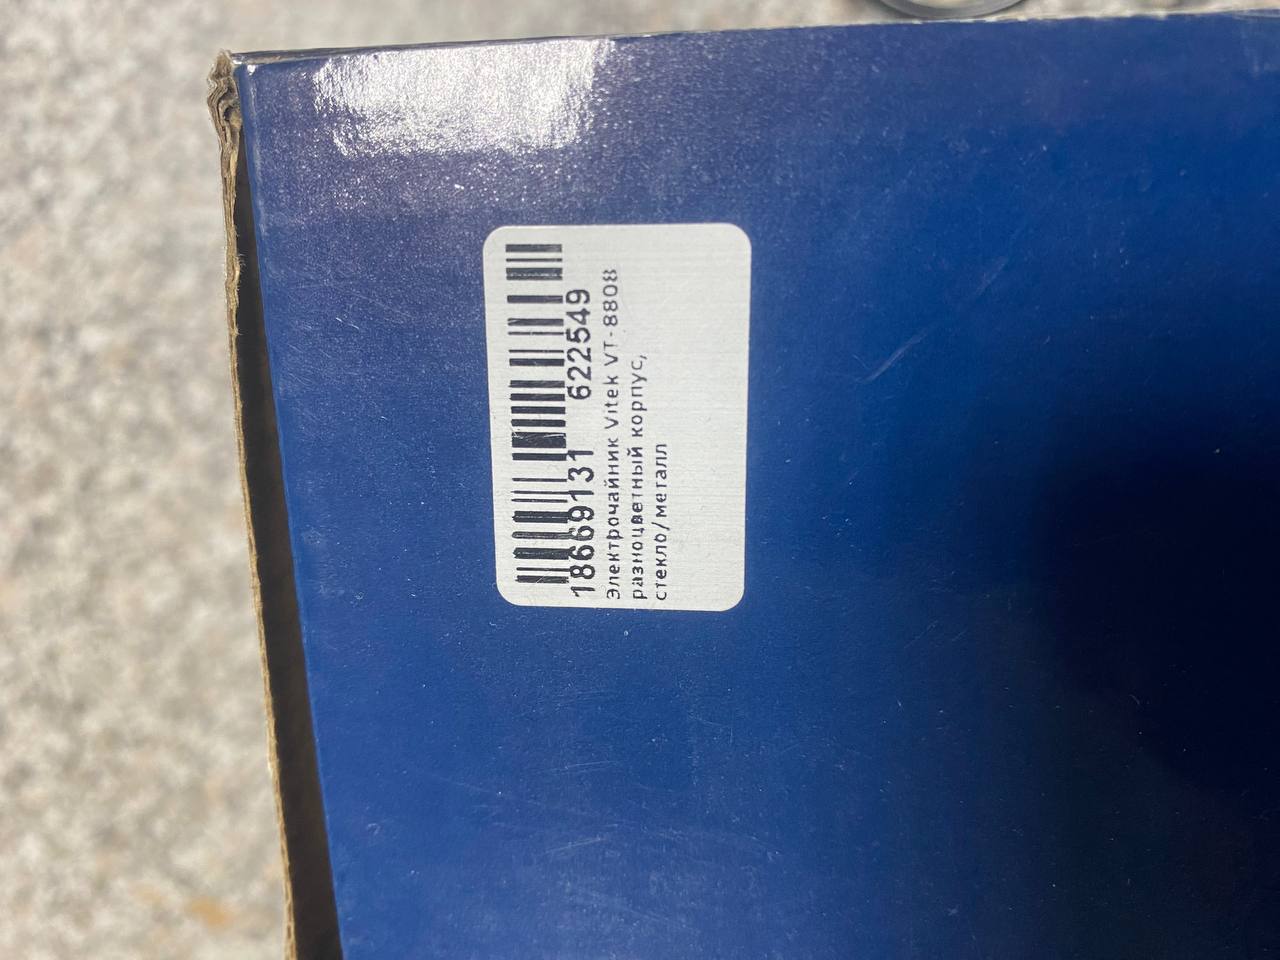 18669131 622549
Электрочайник Vitek VT-8808
разноцветный корпус,
стекло/металл